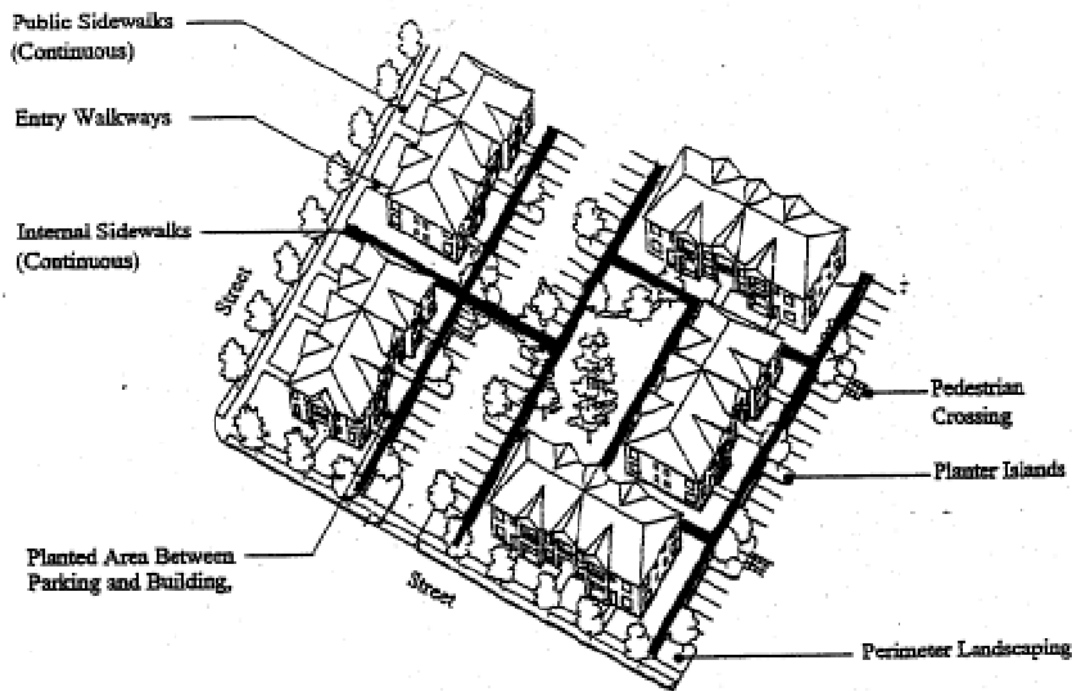 Public Sidewalks
(Continuous)
Entry Walkways
Internal Sidewalks
(Continuous)
Street
Pedestrian
Crossing
Planter Islands
Planted Area Between
Parking and Building,
Street
Perimeter Landscaping